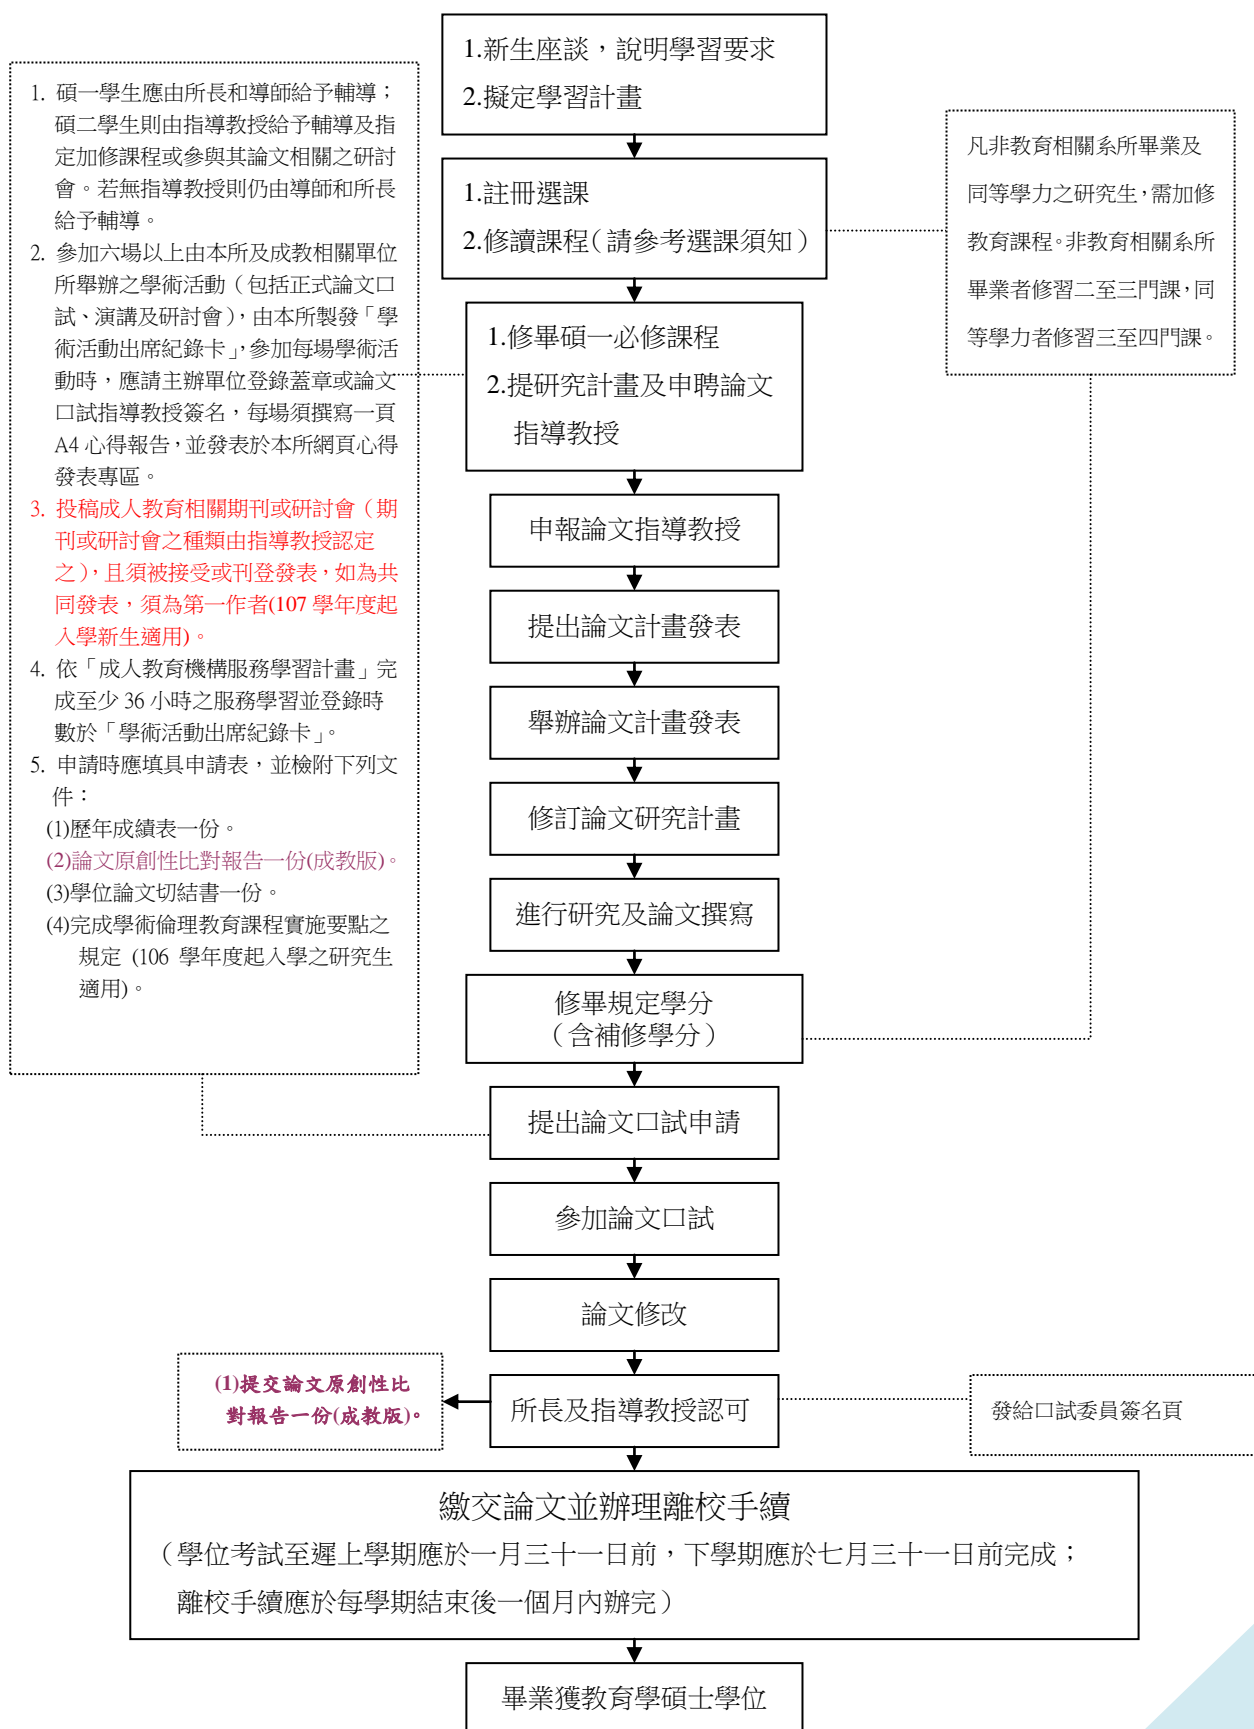 1.新生座談，說明學習要求
2.擬定學習計畫
1. 碩一學生應由所長和導師給予輔導；
碩二學生則由指導教授給予輔導及指
定加修課程或參與其論文相關之研討
會。若無指導教授則仍由導師和所長
給予輔導。
2. 參加六場以上由本所及成教相關單位
所舉辦之學術活動（包括正式論文口
試、演講及研討會），由本所製發「學
術活動出席紀錄卡」，參加每場學術活
動時，應請主辦單位登錄蓋章或論文
口試指導教授簽名，每場須撰寫一頁
A4 心得報告，並發表於本所網頁心得
發表專區。
3. 投稿成人教育相關期刊或研討會（期
刊或研討會之種類由指導教授認定
之），且須被接受或刊登發表，如為共
同發表，須為第一作者(107 學年度起
入學新生適用)。
4. 依「成人教育機構服務學習計畫」完
成至少 36 小時之服務學習並登錄時
數於「學術活動出席紀錄卡」。
5. 申請時應填具申請表，並檢附下列文
件：
(1)歷年成績表一份。
(2)論文原創性比對報告一份(成教版)。
(3)學位論文切結書一份。
(4)完成學術倫理教育課程實施要點之
規定 (106 學年度起入學之研究生
適用)。
1.註冊選課
2.修讀課程（請參考選課須知）
凡非教育相關系所畢業及
同等學力之研究生，需加修
教育課程。非教育相關系所
畢業者修習二至三門課，同
等學力者修習三至四門課。
1.修畢碩一必修課程
2.提研究計畫及申聘論文
指導教授
申報論文指導教授
提出論文計畫發表
舉辦論文計畫發表
修訂論文研究計畫
進行研究及論文撰寫
修畢規定學分
（含補修學分）
提出論文口試申請
參加論文口試
論文修改
(1)提交論文原創性比
對報告一份(成教版)。
所長及指導教授認可
發給口試委員簽名頁
繳交論文並辦理離校手續
（學位考試至遲上學期應於一月三十一日前，下學期應於七月三十一日前完成；
離校手續應於每學期結束後一個月內辦完）
畢業獲教育學碩士學位